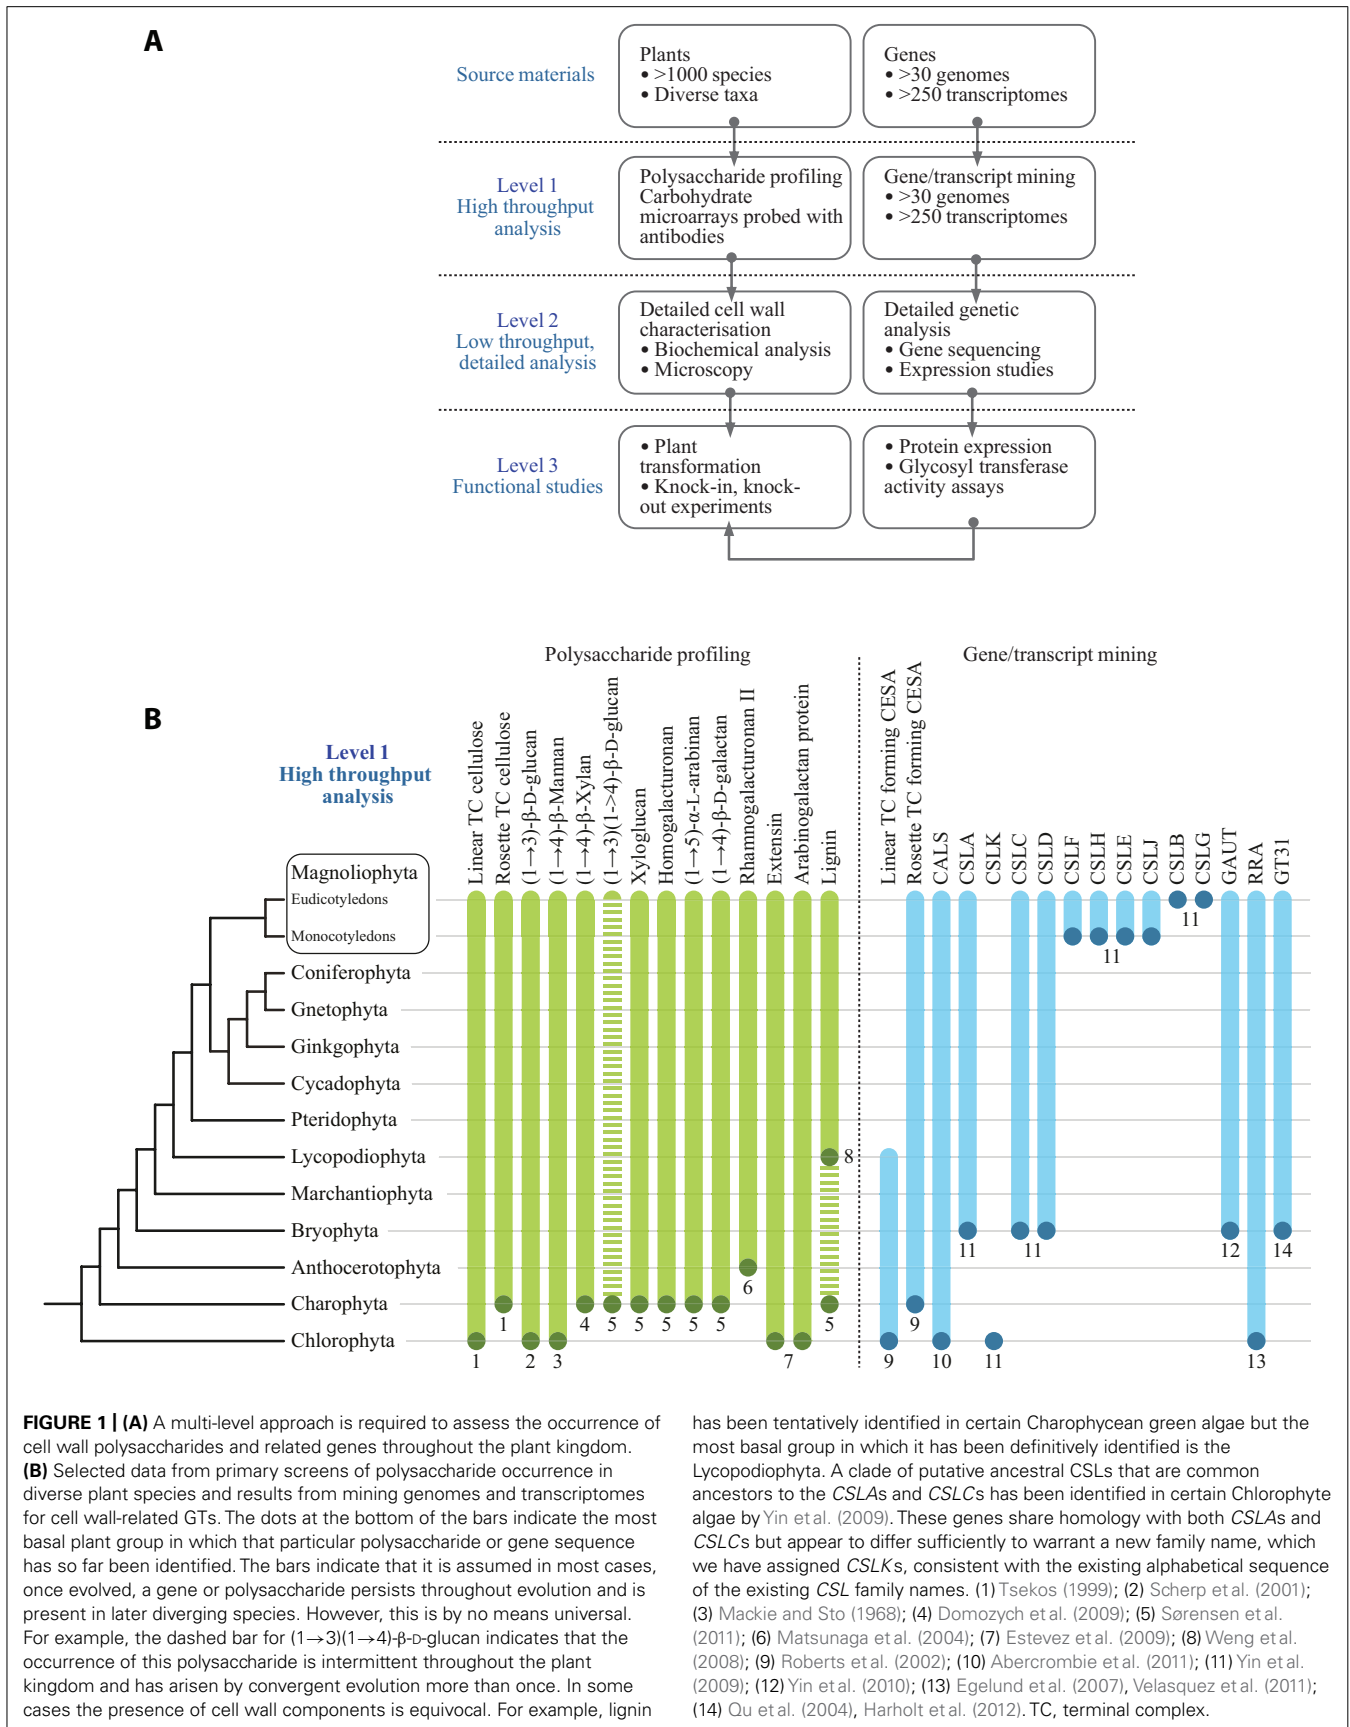 A
Source materials
Plants
• >1000 species
• Diverse taxa
Genes
• >30 genomes
• >250 transcriptomes
Level 1
High throughput
analysis
Polysaccharide profiling
Carbohydrate
microarrays probed with
antibodies
Gene/transcript mining
• >30 genomes
• >250 transcriptomes
Level 2
Low throughput,
detailed analysis
Detailed cell wall
characterisation
• Biochemical analysis
• Microscopy
Detailed genetic
analysis
• Gene sequencing
• Expression studies
Level 3
Functional studies
• Plant
transformation
• Knock-in, knock-
out experiments
• Protein expression
• Glycosyl transferase
activity assays
B
Polysaccharide profiling
Gene/transcript mining
Level 1
High throughput
analysis
Linear TC cellulose
Rosette TC cellulose
(1→3)-β-D-glucan
(1→4)-β-Mannan
(1→4)-β-Xylan
(1→3)(1->4)-β-D-glucan
Xyloglucan
Homogalacturonan
(1→5)-α-L-arabinan
(1→4)-β-D-galactan
Rhamnogalacturonan II
Extensin
Arabinogalactan protein
Lignin
Linear TC forming CESA
Rosette TC forming CESA
CALS
CSLA
CSLK
CSLC
CSLD
CSLF
CSLH
CSLE
CSLJ
CSLB
CSLG
GAUT
RRA
GT31
Magnoliophyta
Eudicotyledons
11
Monocotyledons
11
Coniferophyta
Gnetophyta
Ginkgophyta
Cycadophyta
Pteridophyta
Lycopodiophyta
8
Marchantiophyta
Bryophyta
11 11 12 14
Anthocerotophyta
6
Charophyta
1 4 5 5 5 5 5 5 9
Chlorophyta
1 2 3 7 9 10 11 13
FIGURE 1 | (A) A multi-level approach is required to assess the occurrence of
cell wall polysaccharides and related genes throughout the plant kingdom.
(B) Selected data from primary screens of polysaccharide occurrence in
diverse plant species and results from mining genomes and transcriptomes
for cell wall-related GTs. The dots at the bottom of the bars indicate the most
basal plant group in which that particular polysaccharide or gene sequence
has so far been identified. The bars indicate that it is assumed in most cases,
once evolved, a gene or polysaccharide persists throughout evolution and is
present in later diverging species. However, this is by no means universal.
For example, the dashed bar for (1→3)(1→4)-β-D-glucan indicates that the
occurrence of this polysaccharide is intermittent throughout the plant
kingdom and has arisen by convergent evolution more than once. In some
cases the presence of cell wall components is equivocal. For example, lignin
has been tentatively identified in certain Charophycean green algae but the
most basal group in which it has been definitively identified is the
Lycopodiophyta. A clade of putative ancestral CSLs that are common
ancestors to the CSLAs and CSLCs has been identified in certain Chlorophyte
algae by Yin et al. (2009). These genes share homology with both CSLAs and
CSLCs but appear to differ sufficiently to warrant a new family name, which
we have assigned CSLKs, consistent with the existing alphabetical sequence
of the existing CSL family names. (1) Tsekos (1999); (2) Scherp et al. (2001);
(3) Mackie and Sto (1968); (4) Domozych et al. (2009); (5) Sørensen et al.
(2011); (6) Matsunaga et al. (2004); (7) Estevez et al. (2009); (8) Weng et al.
(2008); (9) Roberts et al. (2002); (10) Abercrombie et al. (2011); (11) Yin et al.
(2009); (12) Yin et al. (2010); (13) Egelund et al. (2007), Velasquez et al. (2011);
(14) Qu et al. (2004), Harholt et al. (2012). TC, terminal complex.